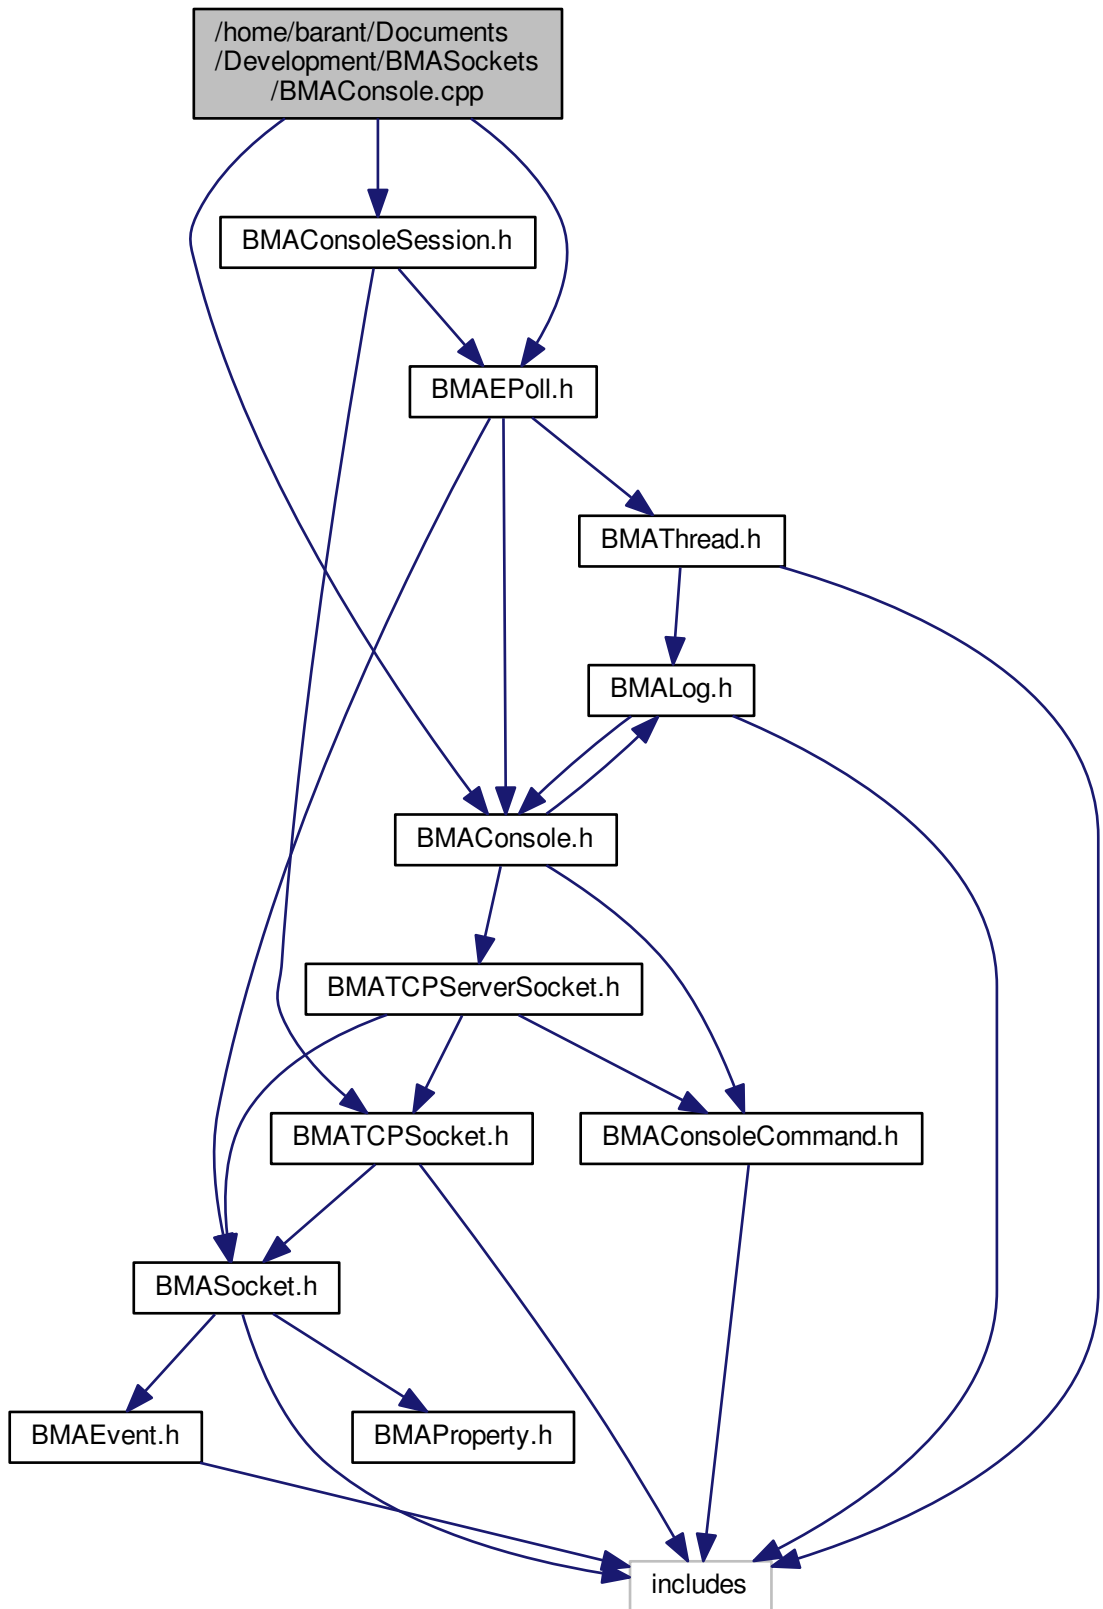 /home/barant/Documents
/Development/BMASockets
/BMAConsole.cpp
BMAConsoleSession.h
BMAEPoll.h
BMAThread.h
BMALog.h
BMAConsole.h
BMATCPServerSocket.h
BMATCPSocket.h
BMAConsoleCommand.h
BMASocket.h
BMAEvent.h
BMAProperty.h
includes